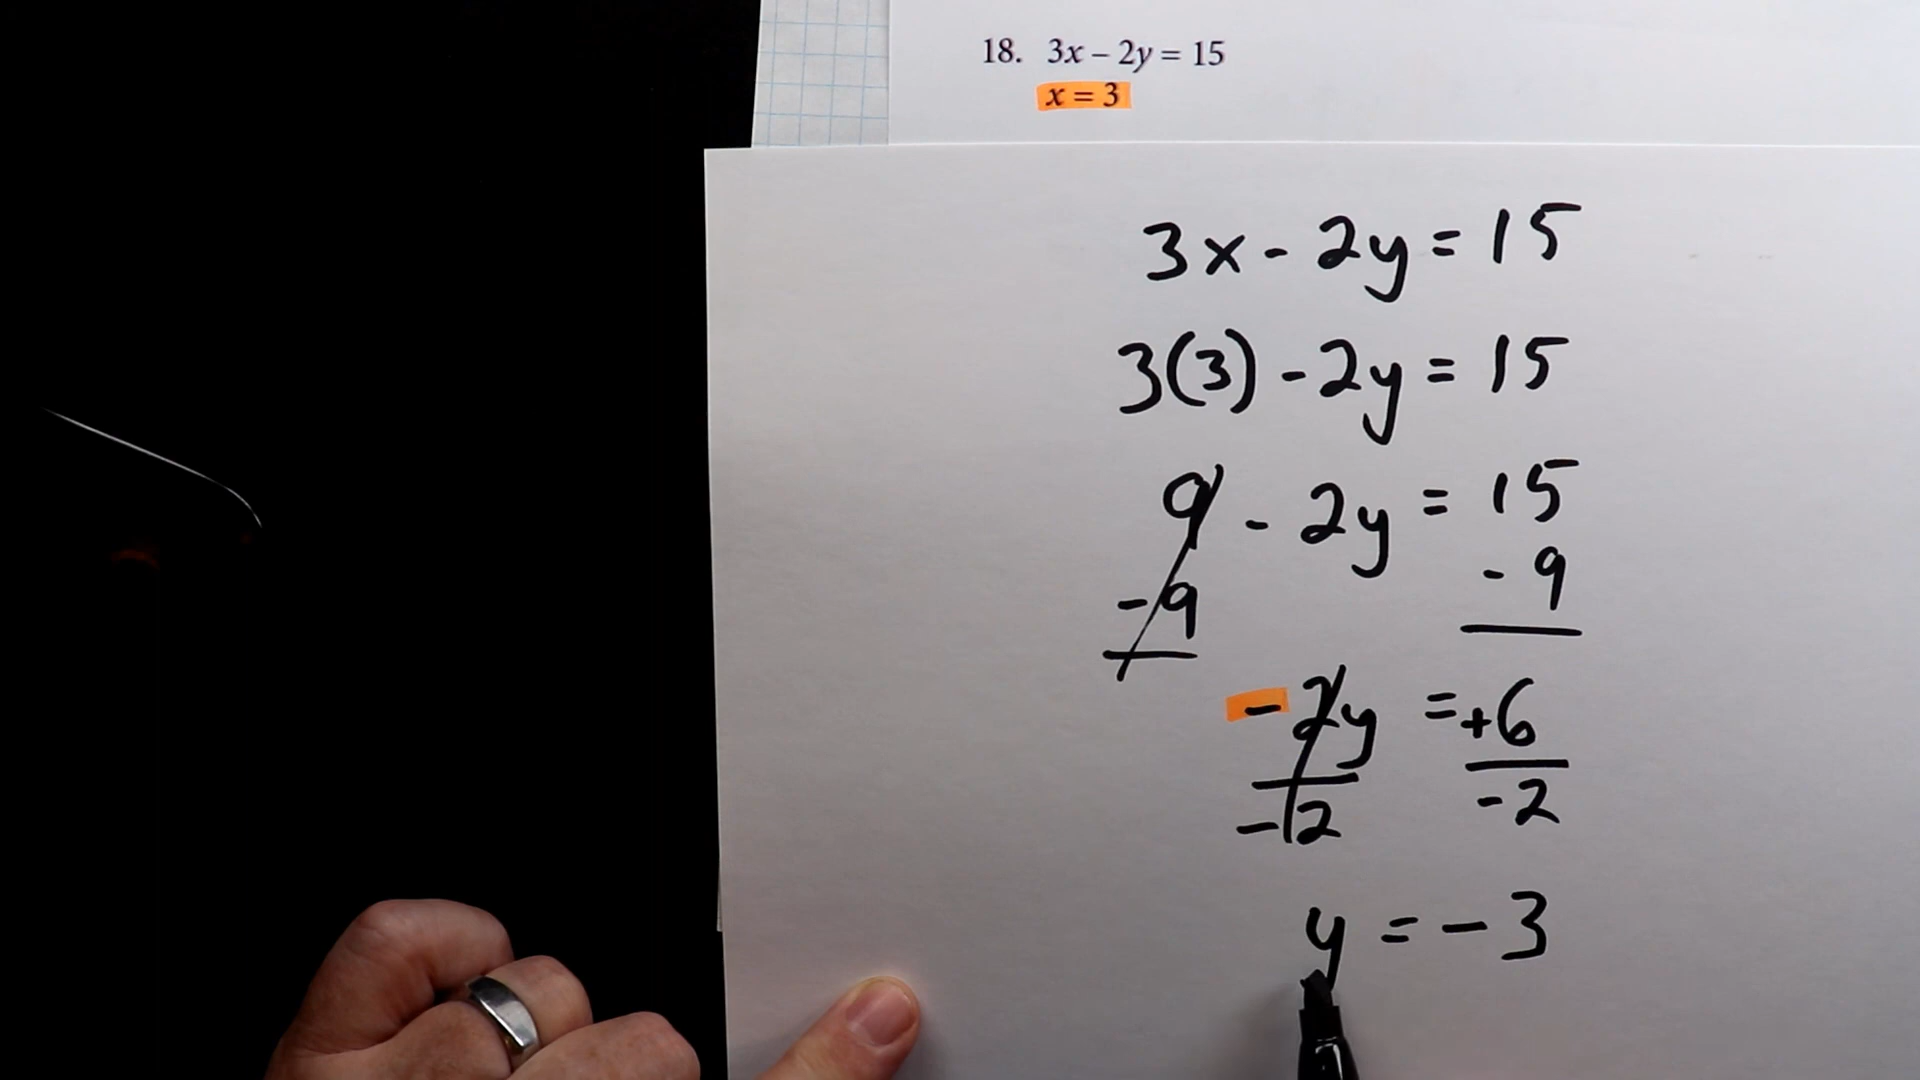 18. 3x – 2y = 15
x = 3
3x - 2y = 15
3(3) - 2y = 15
9 - 2y = 15
-9 - 9
-2y = +6
-2 -2
y = -3